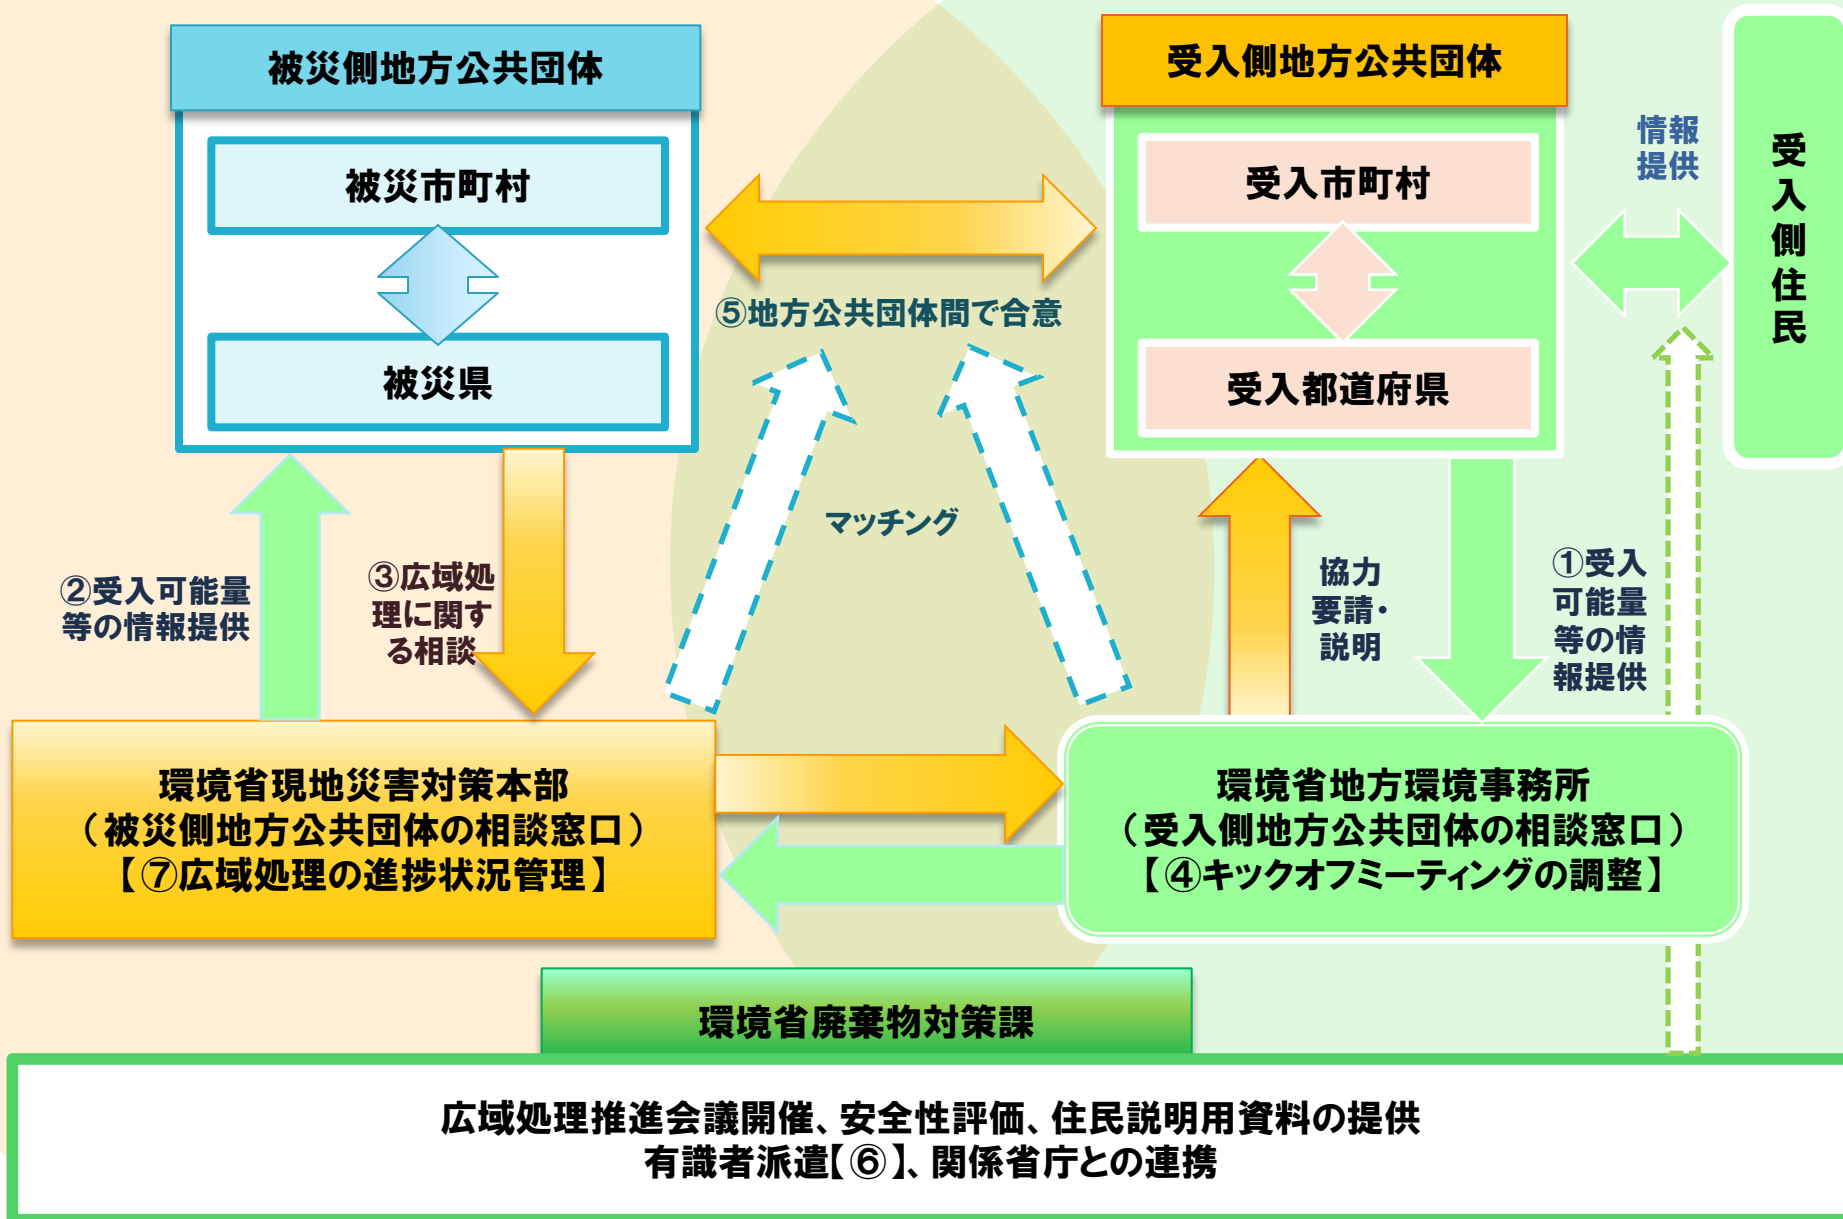 被災側地方公共団体
被災市町村
被災県
受入側地方公共団体
受入市町村
受入都道府県
情報
提供
受入側住民
⑤地方公共団体間で合意
マッチング
②受入可能量
等の情報提供
③広域処
理に関す
る相談
協力
要請・
説明
①受入
可能量
等の情
報提供
環境省現地災害対策本部
（被災側地方公共団体の相談窓口）
【⑦広域処理の進捗状況管理】
環境省地方環境事務所
（受入側地方公共団体の相談窓口）
【④キックオフミーティングの調整】
環境省廃棄物対策課
広域処理推進会議開催、安全性評価、住民説明用資料の提供
有識者派遣【⑥】、関係省庁との連携